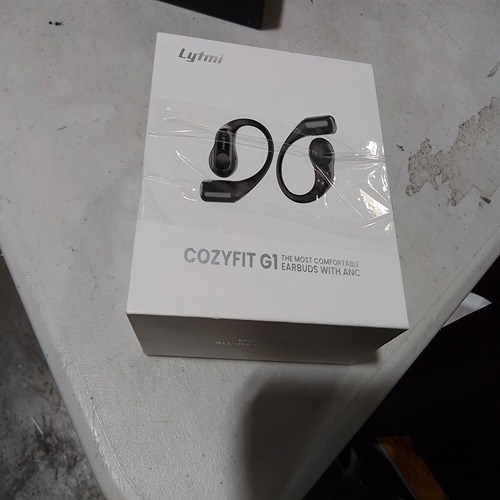 Lytmi
COZYFIT G1
THE MOST COMFORTABLE
EARBUDS WITH ANC